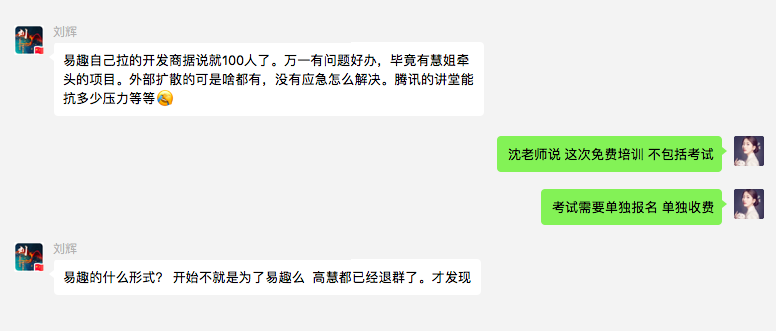 刘辉
易趣自己拉的开发商据说就100人了。万一有问题好办，毕竟有慧姐牵
头的项目。外部扩散的可是啥都有，没有应急怎么解决。腾讯的讲堂能
抗多少压力等等
沈老师说 这次免费培训 不包括考试
考试需要单独报名 单独收费
刘辉
易趣的什么形式？ 开始不就是为了易趣么  高慧都已经退群了。才发现